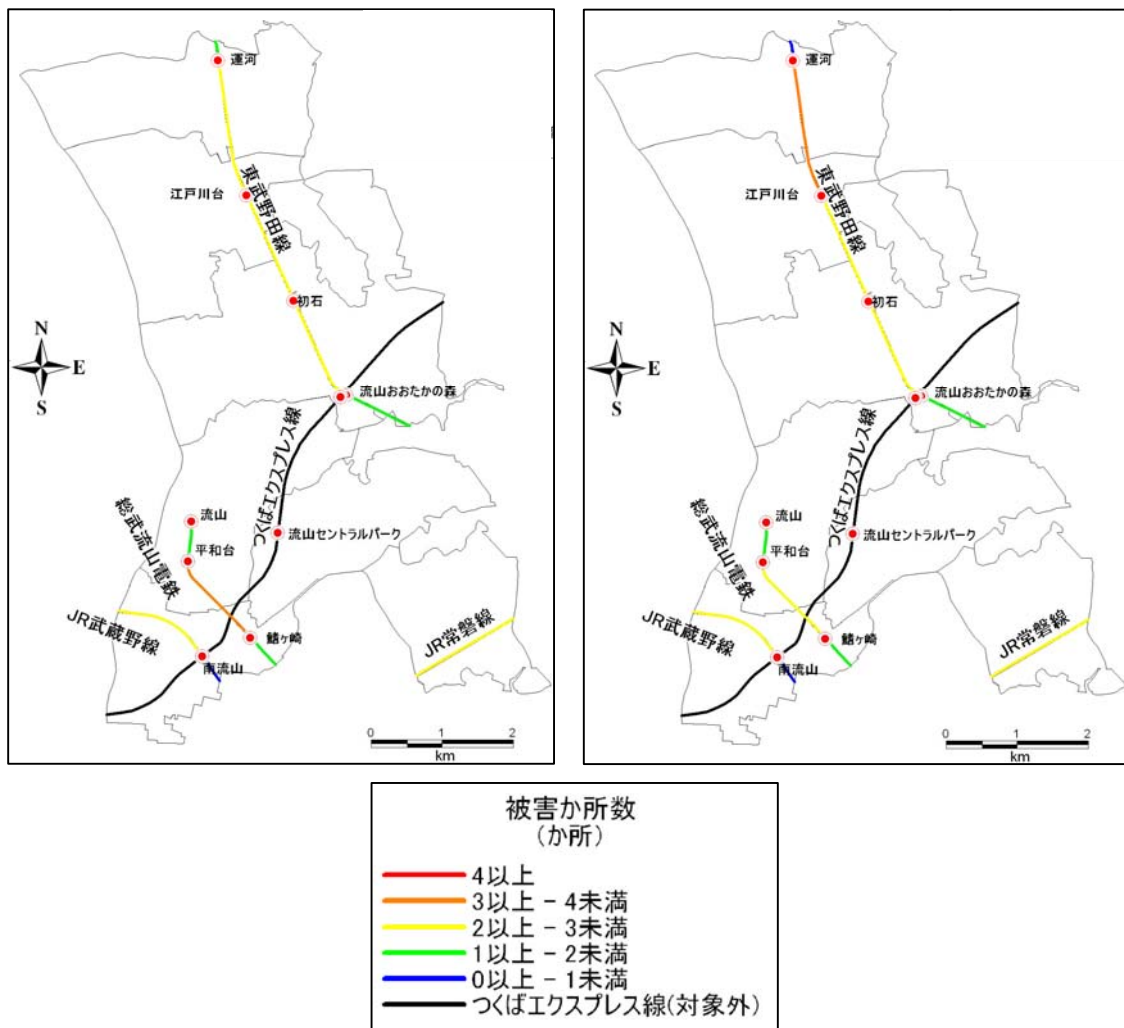 運河
江戸川台
東武野田線
初石
N
E
S
流山おおたかの森
つくばエクスプレス線
流山
総武流山電鉄
流山セントラルパーク
平和台
JR武蔵野線
鰭ヶ崎
JR常磐線
南流山
0 1 2
km
運河
江戸川台
東武野田線
初石
N
E
S
流山おおたかの森
つくばエクスプレス線
流山
総武流山電鉄
流山セントラルパーク
平和台
JR武蔵野線
鰭ヶ崎
JR常磐線
南流山
0 1 2
km
被害か所数
(か所)
4以上
3以上 - 4未満
2以上 - 3未満
1以上 - 2未満
0以上 - 1未満
つくばエクスプレス線(対象外)